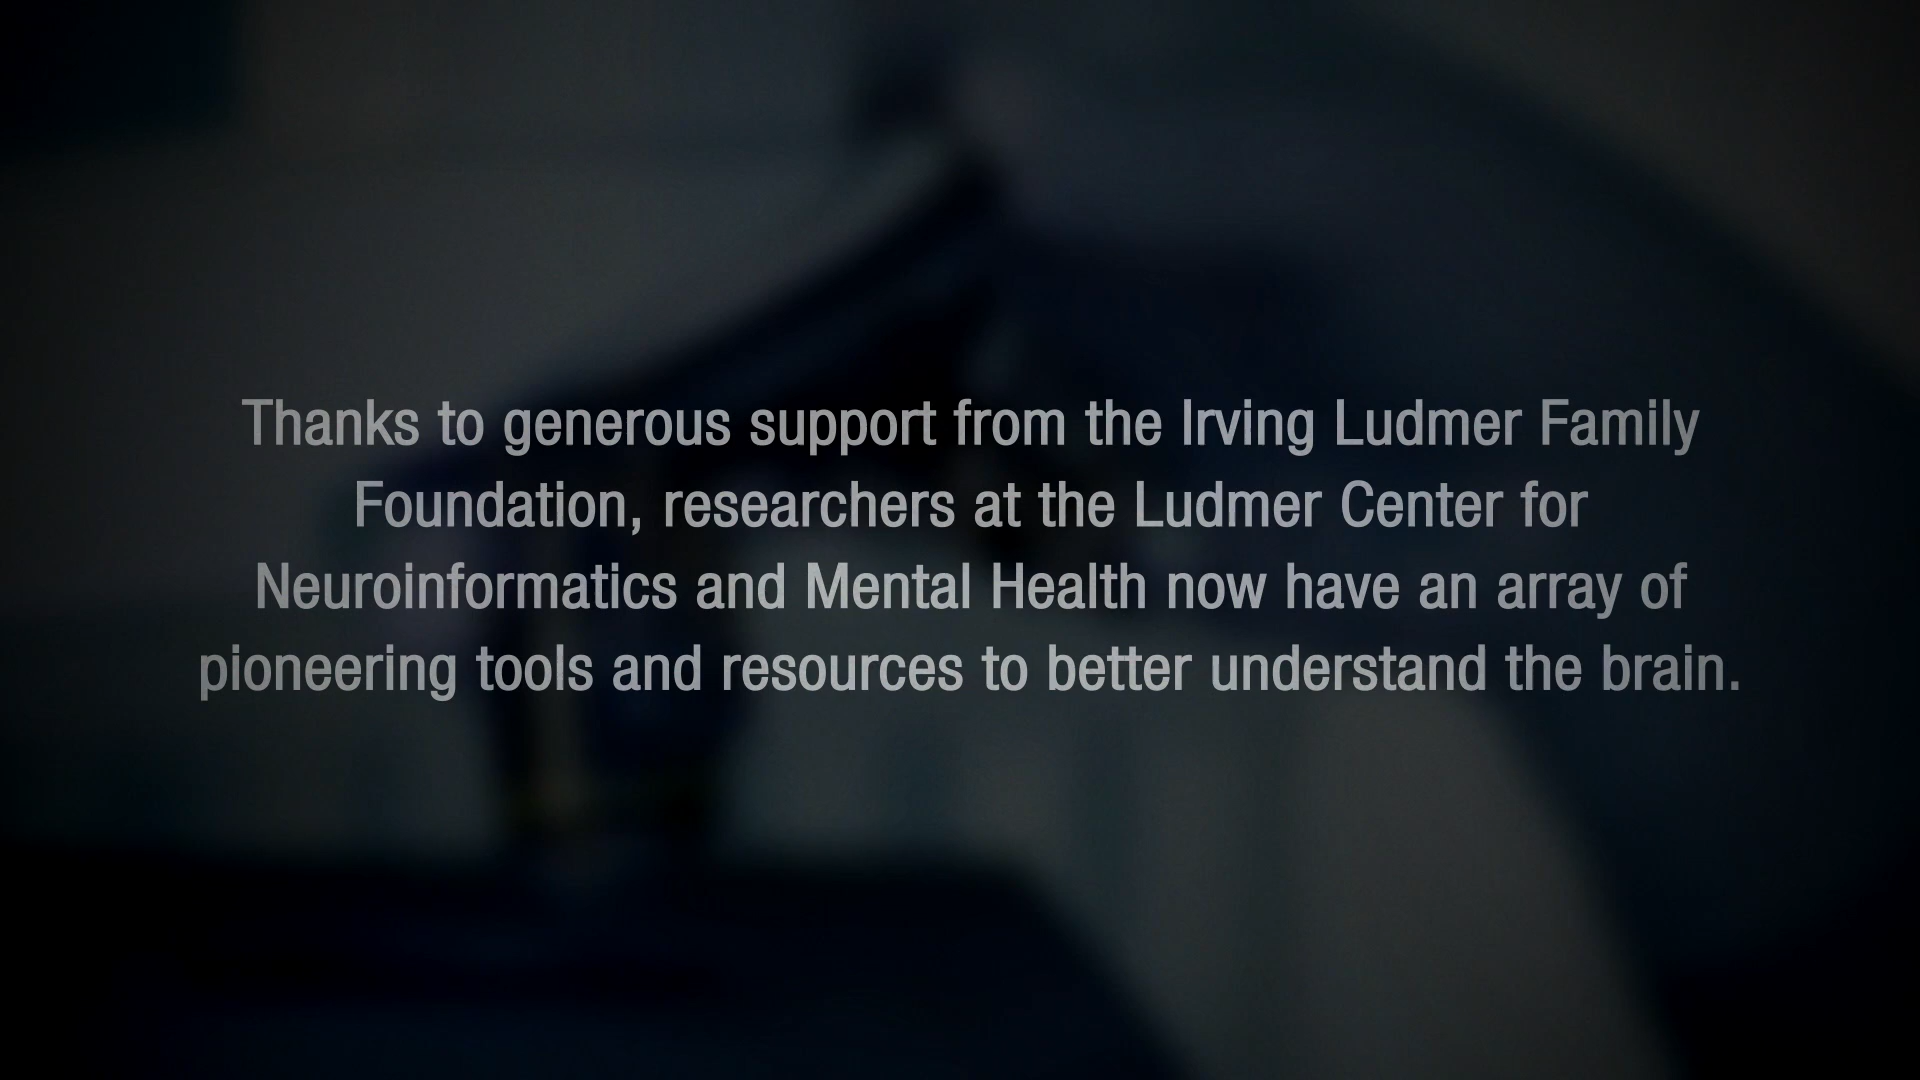 Thanks to generous support from the Irving Ludmer Family
Foundation, researchers at the Ludmer Center for
Neuroinformatics and Mental Health now have an array of
pioneering tools and resources to better understand the brain.